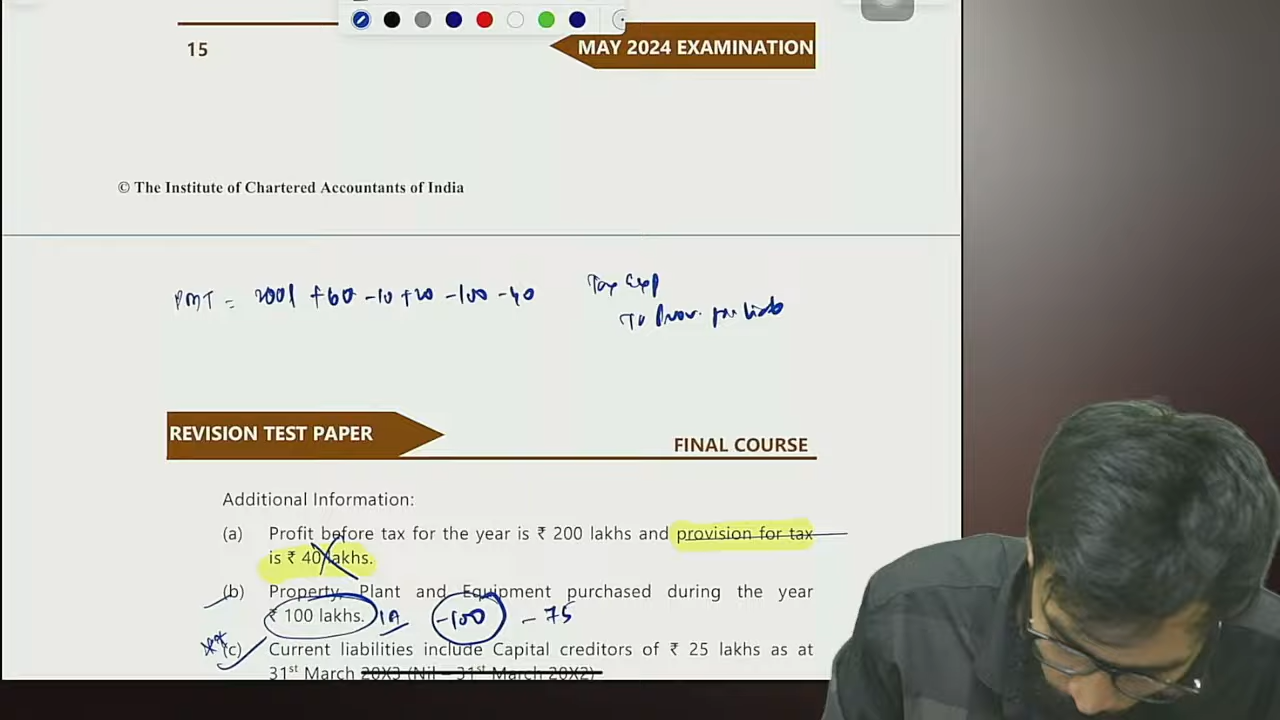 15
MAY 2024 EXAMINATION
© The Institute of Chartered Accountants of India
PMT = 200 +60 -10 +20 -100 -40
Tax Exp
To Prov. for
REVISION TEST PAPER
FINAL COURSE
Additional Information:
(a) Profit before tax for the year is ₹ 200 lakhs and provision for tax
is ₹ 40 lakhs.
(b) Property, Plant and Equipment purchased during the year
₹ 100 lakhs. IA -100 - 75
(c) Current liabilities include Capital creditors of ₹ 25 lakhs as at
31st March 20X3 (Nil – 31st March 20X2)